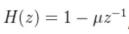 H(z) = 1 − μz⁻¹